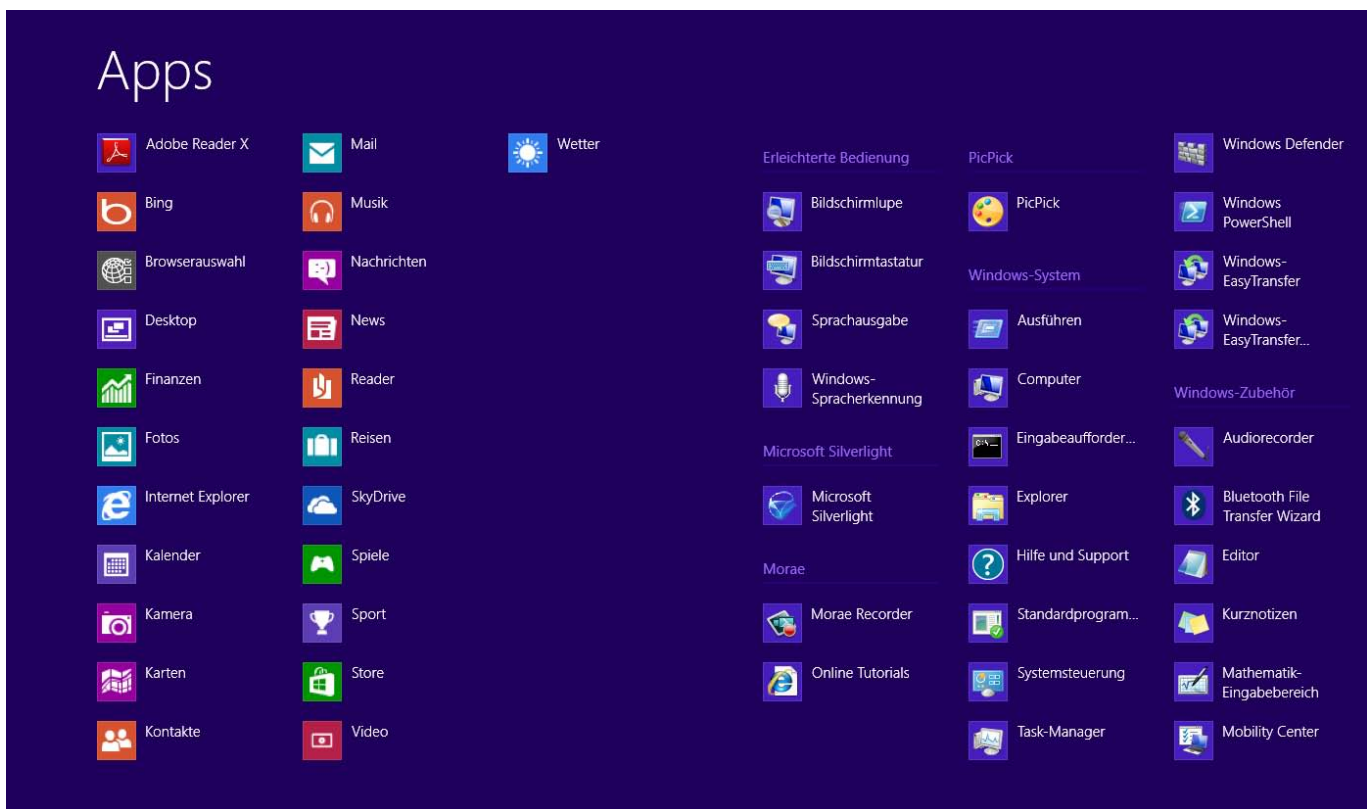 Apps
Adobe Reader X
Bing
Browserauswahl
Desktop
Finanzen
Fotos
Internet Explorer
Kalender
Kamera
Karten
Kontakte
Mail
Musik
Nachrichten
News
Reader
Reisen
SkyDrive
Spiele
Sport
Store
Video
Wetter
Erleichterte Bedienung
Bildschirmlupe
Bildschirmtastatur
Sprachausgabe
Windows-
Spracherkennung
Microsoft Silverlight
Microsoft
Silverlight
Morae
Morae Recorder
Online Tutorials
PicPick
PicPick
Windows-System
Ausführen
Computer
Eingabeaufforder...
C:\_
Explorer
Hilfe und Support
Standardprogram...
Systemsteuerung
Task-Manager
Windows Defender
Windows
PowerShell
Windows-
EasyTransfer
Windows-
EasyTransfer...
Windows-Zubehör
Audiorecorder
Bluetooth File
Transfer Wizard
Editor
Kurznotizen
Mathematik-
Eingabebereich
Mobility Center